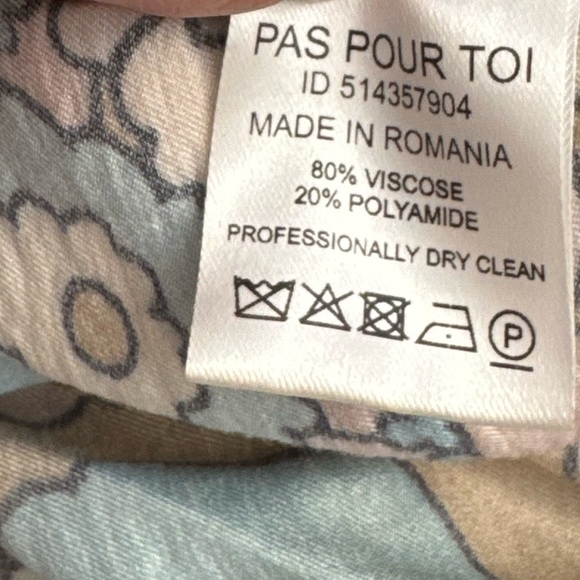 PAS POUR TOI
ID 514357904
MADE IN ROMANIA
80% VISCOSE
20% POLYAMIDE
PROFESSIONALLY DRY CLEAN
P